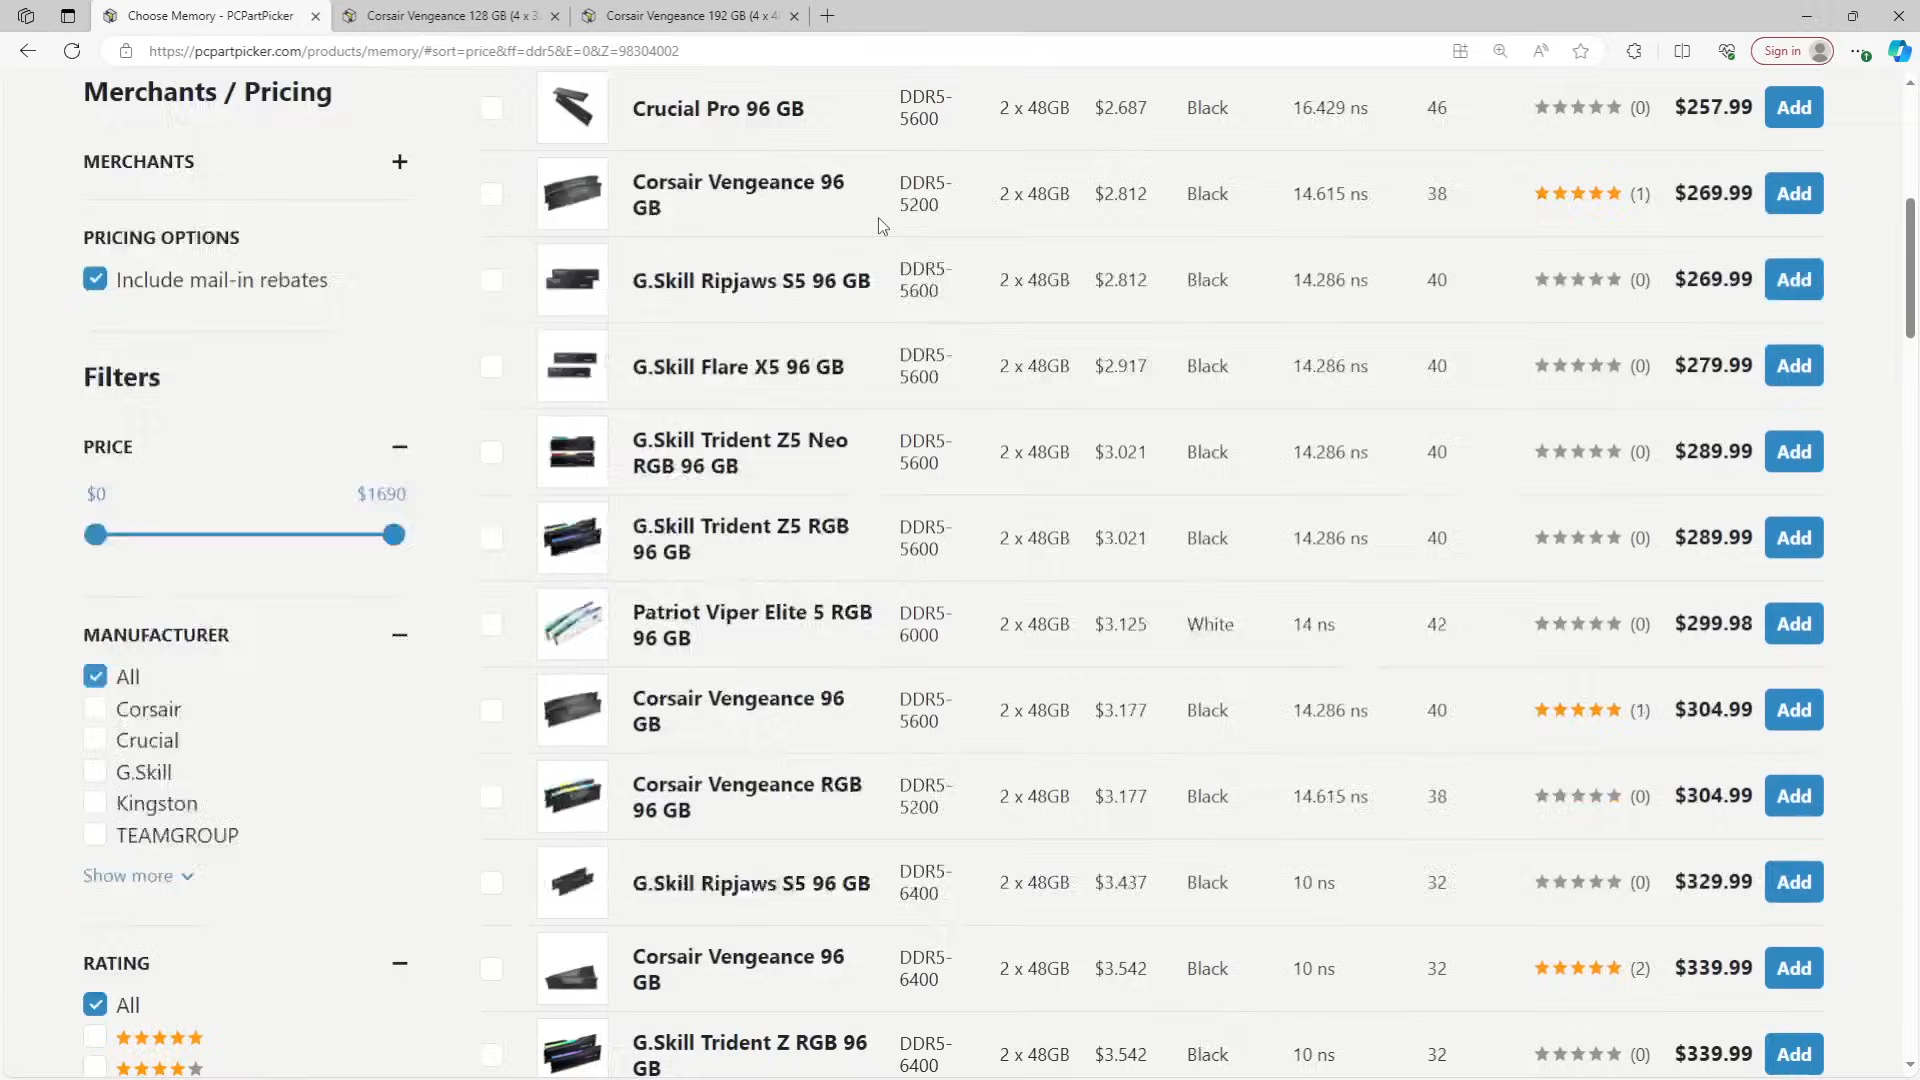 Choose Memory - PCPartPicker
Corsair Vengeance 128 GB (4 x 3
Corsair Vengeance 192 GB (4 x 4
https://pcpartpicker.com/products/memory/#sort=price&ff=ddr5&E=0&Z=98304002
Sign in
Merchants / Pricing
MERCHANTS
PRICING OPTIONS
Include mail-in rebates
Filters
PRICE
$0 $1690
MANUFACTURER
All
Corsair
Crucial
G.Skill
Kingston
TEAMGROUP
Show more
RATING
All
Crucial Pro 96 GB DDR5- 2 x 48GB $2.687 Black 16.429 ns 46 (0) $257.99 Add
5600
Corsair Vengeance 96 DDR5- 2 x 48GB $2.812 Black 14.615 ns 38 (1) $269.99 Add
GB 5200
G.Skill Ripjaws S5 96 GB DDR5- 2 x 48GB $2.812 Black 14.286 ns 40 (0) $269.99 Add
5600
G.Skill Flare X5 96 GB DDR5- 2 x 48GB $2.917 Black 14.286 ns 40 (0) $279.99 Add
5600
G.Skill Trident Z5 Neo DDR5- 2 x 48GB $3.021 Black 14.286 ns 40 (0) $289.99 Add
RGB 96 GB 5600
G.Skill Trident Z5 RGB DDR5- 2 x 48GB $3.021 Black 14.286 ns 40 (0) $289.99 Add
96 GB 5600
Patriot Viper Elite 5 RGB DDR5- 2 x 48GB $3.125 White 14 ns 42 (0) $299.98 Add
96 GB 6000
Corsair Vengeance 96 DDR5- 2 x 48GB $3.177 Black 14.286 ns 40 (1) $304.99 Add
GB 5600
Corsair Vengeance RGB DDR5- 2 x 48GB $3.177 Black 14.615 ns 38 (0) $304.99 Add
96 GB 5200
G.Skill Ripjaws S5 96 GB DDR5- 2 x 48GB $3.437 Black 10 ns 32 (0) $329.99 Add
6400
Corsair Vengeance 96 DDR5- 2 x 48GB $3.542 Black 10 ns 32 (2) $339.99 Add
GB 6400
G.Skill Trident Z RGB 96 DDR5- 2 x 48GB $3.542 Black 10 ns 32 (0) $339.99 Add
GB 6400